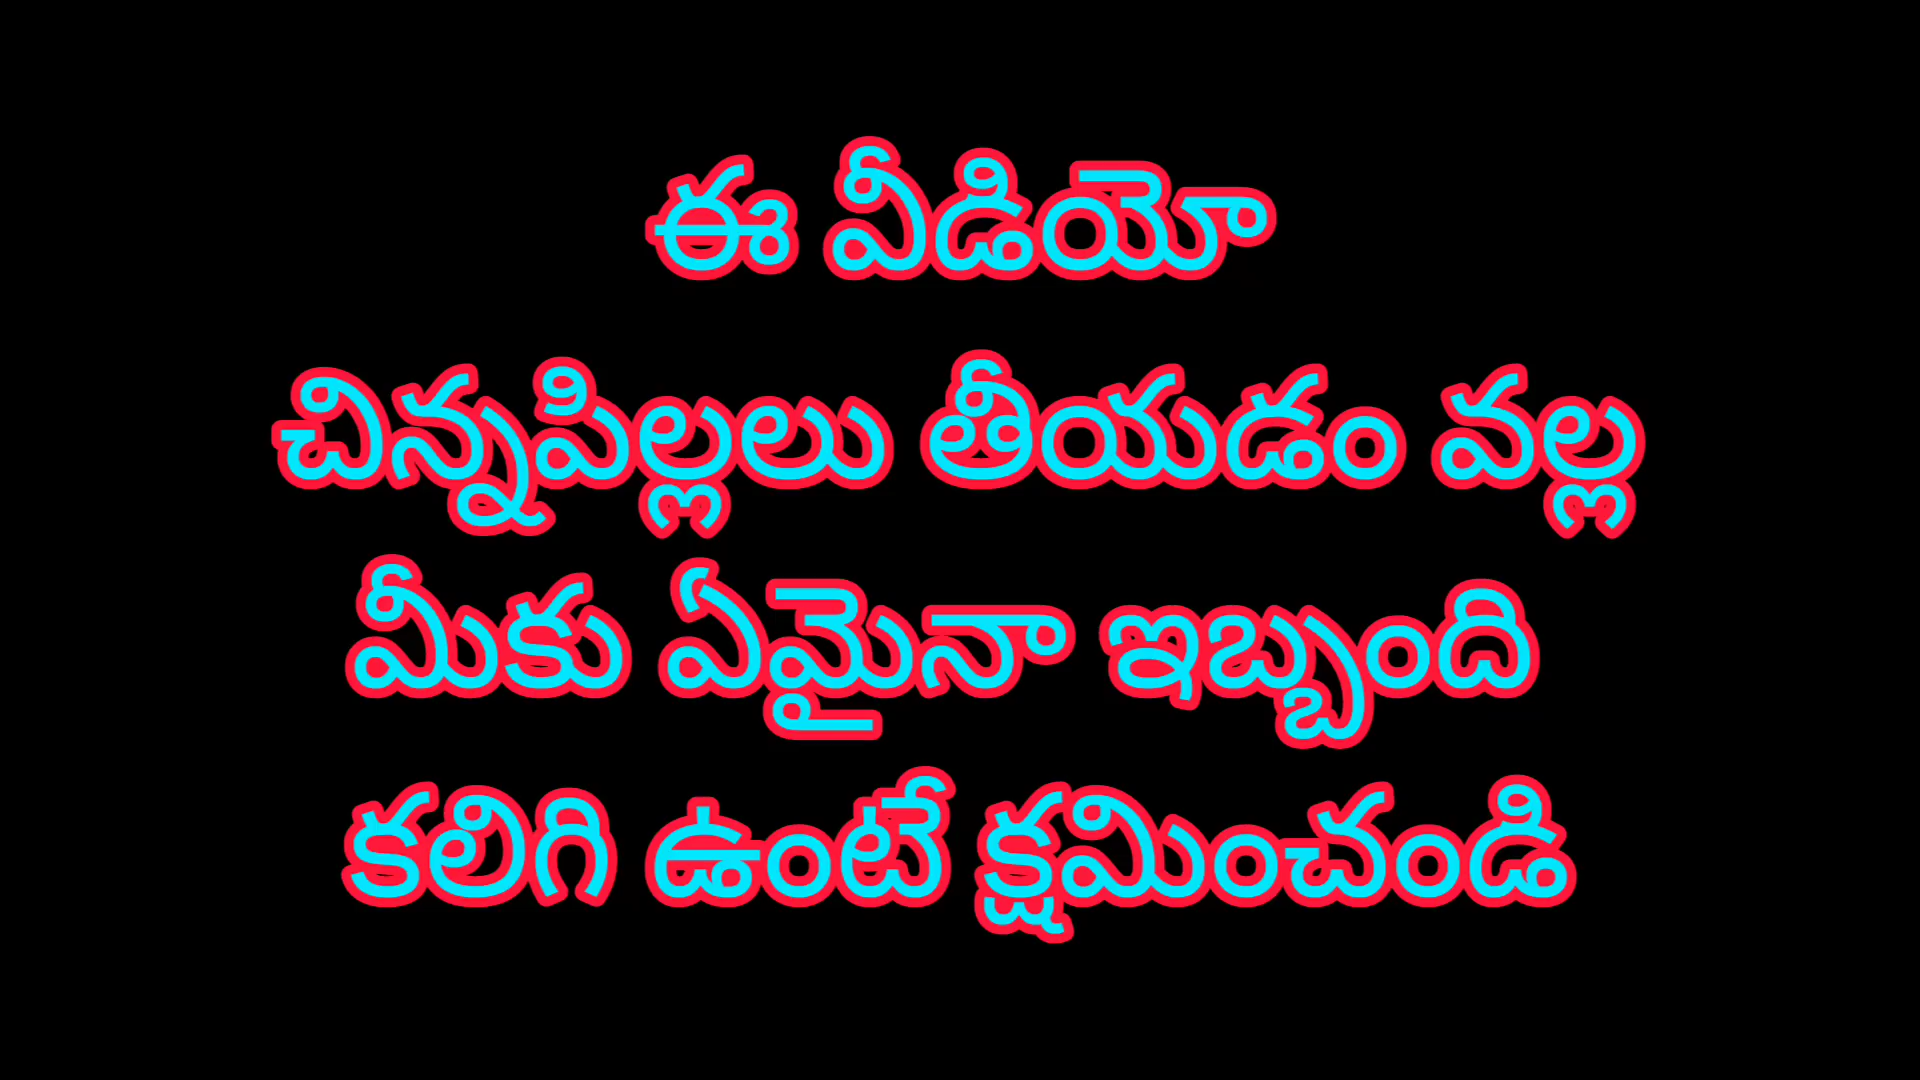 ఈ వీడియో
చిన్నపిల్లలు తీయడం వల్ల
మీకు ఏమైనా ఇబ్బంది
కలిగి ఉంటే క్షమించండి